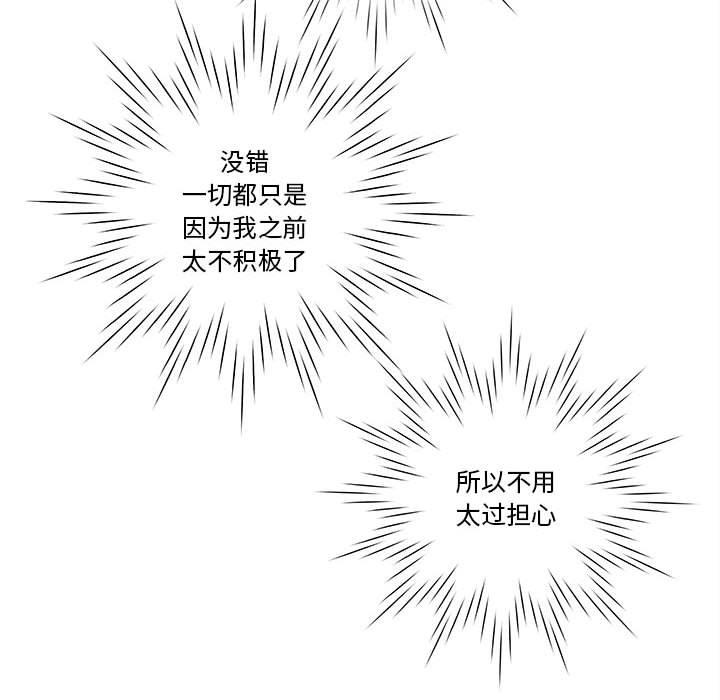 没错
一切都只是
因为我之前
太不积极了
所以不用
太过担心